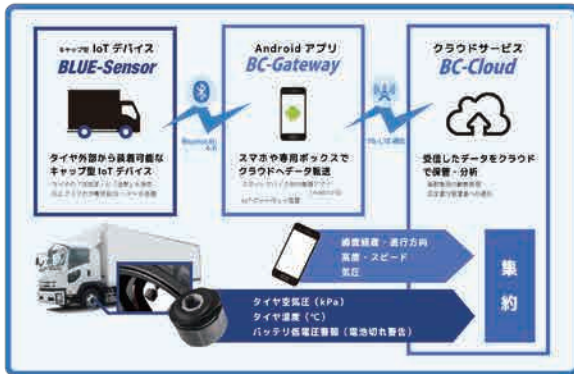 キャップ型 IoT デバイス
BLUE-Sensor
タイヤ外部から装着可能な
キャップ型 IoT デバイス
Android アプリ
BC-Gateway
スマホや専用ボックスで
クラウドへデータ転送
クラウドサービス
BC-Cloud
受信したデータをクラウド
で保管・分析
緯度経度・進行方向
高度・スピード
気圧
タイヤ空気圧（kPa）
タイヤ温度（℃）
バッテリ低電圧警報（電池切れ警告）
集約